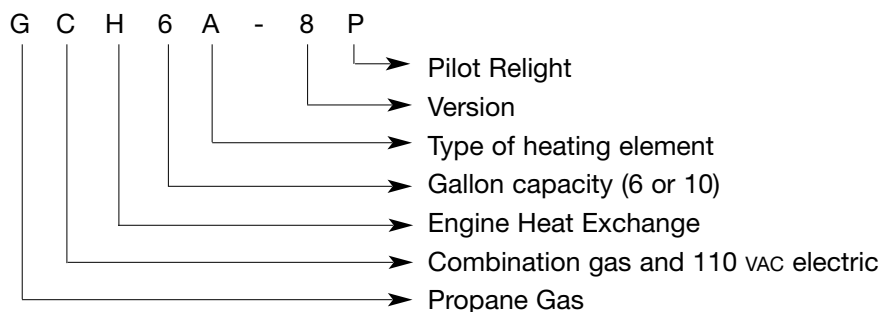 G C H 6 A - 8 P
Pilot Relight
Version
Type of heating element
Gallon capacity (6 or 10)
Engine Heat Exchange
Combination gas and 110 VAC electric
Propane Gas